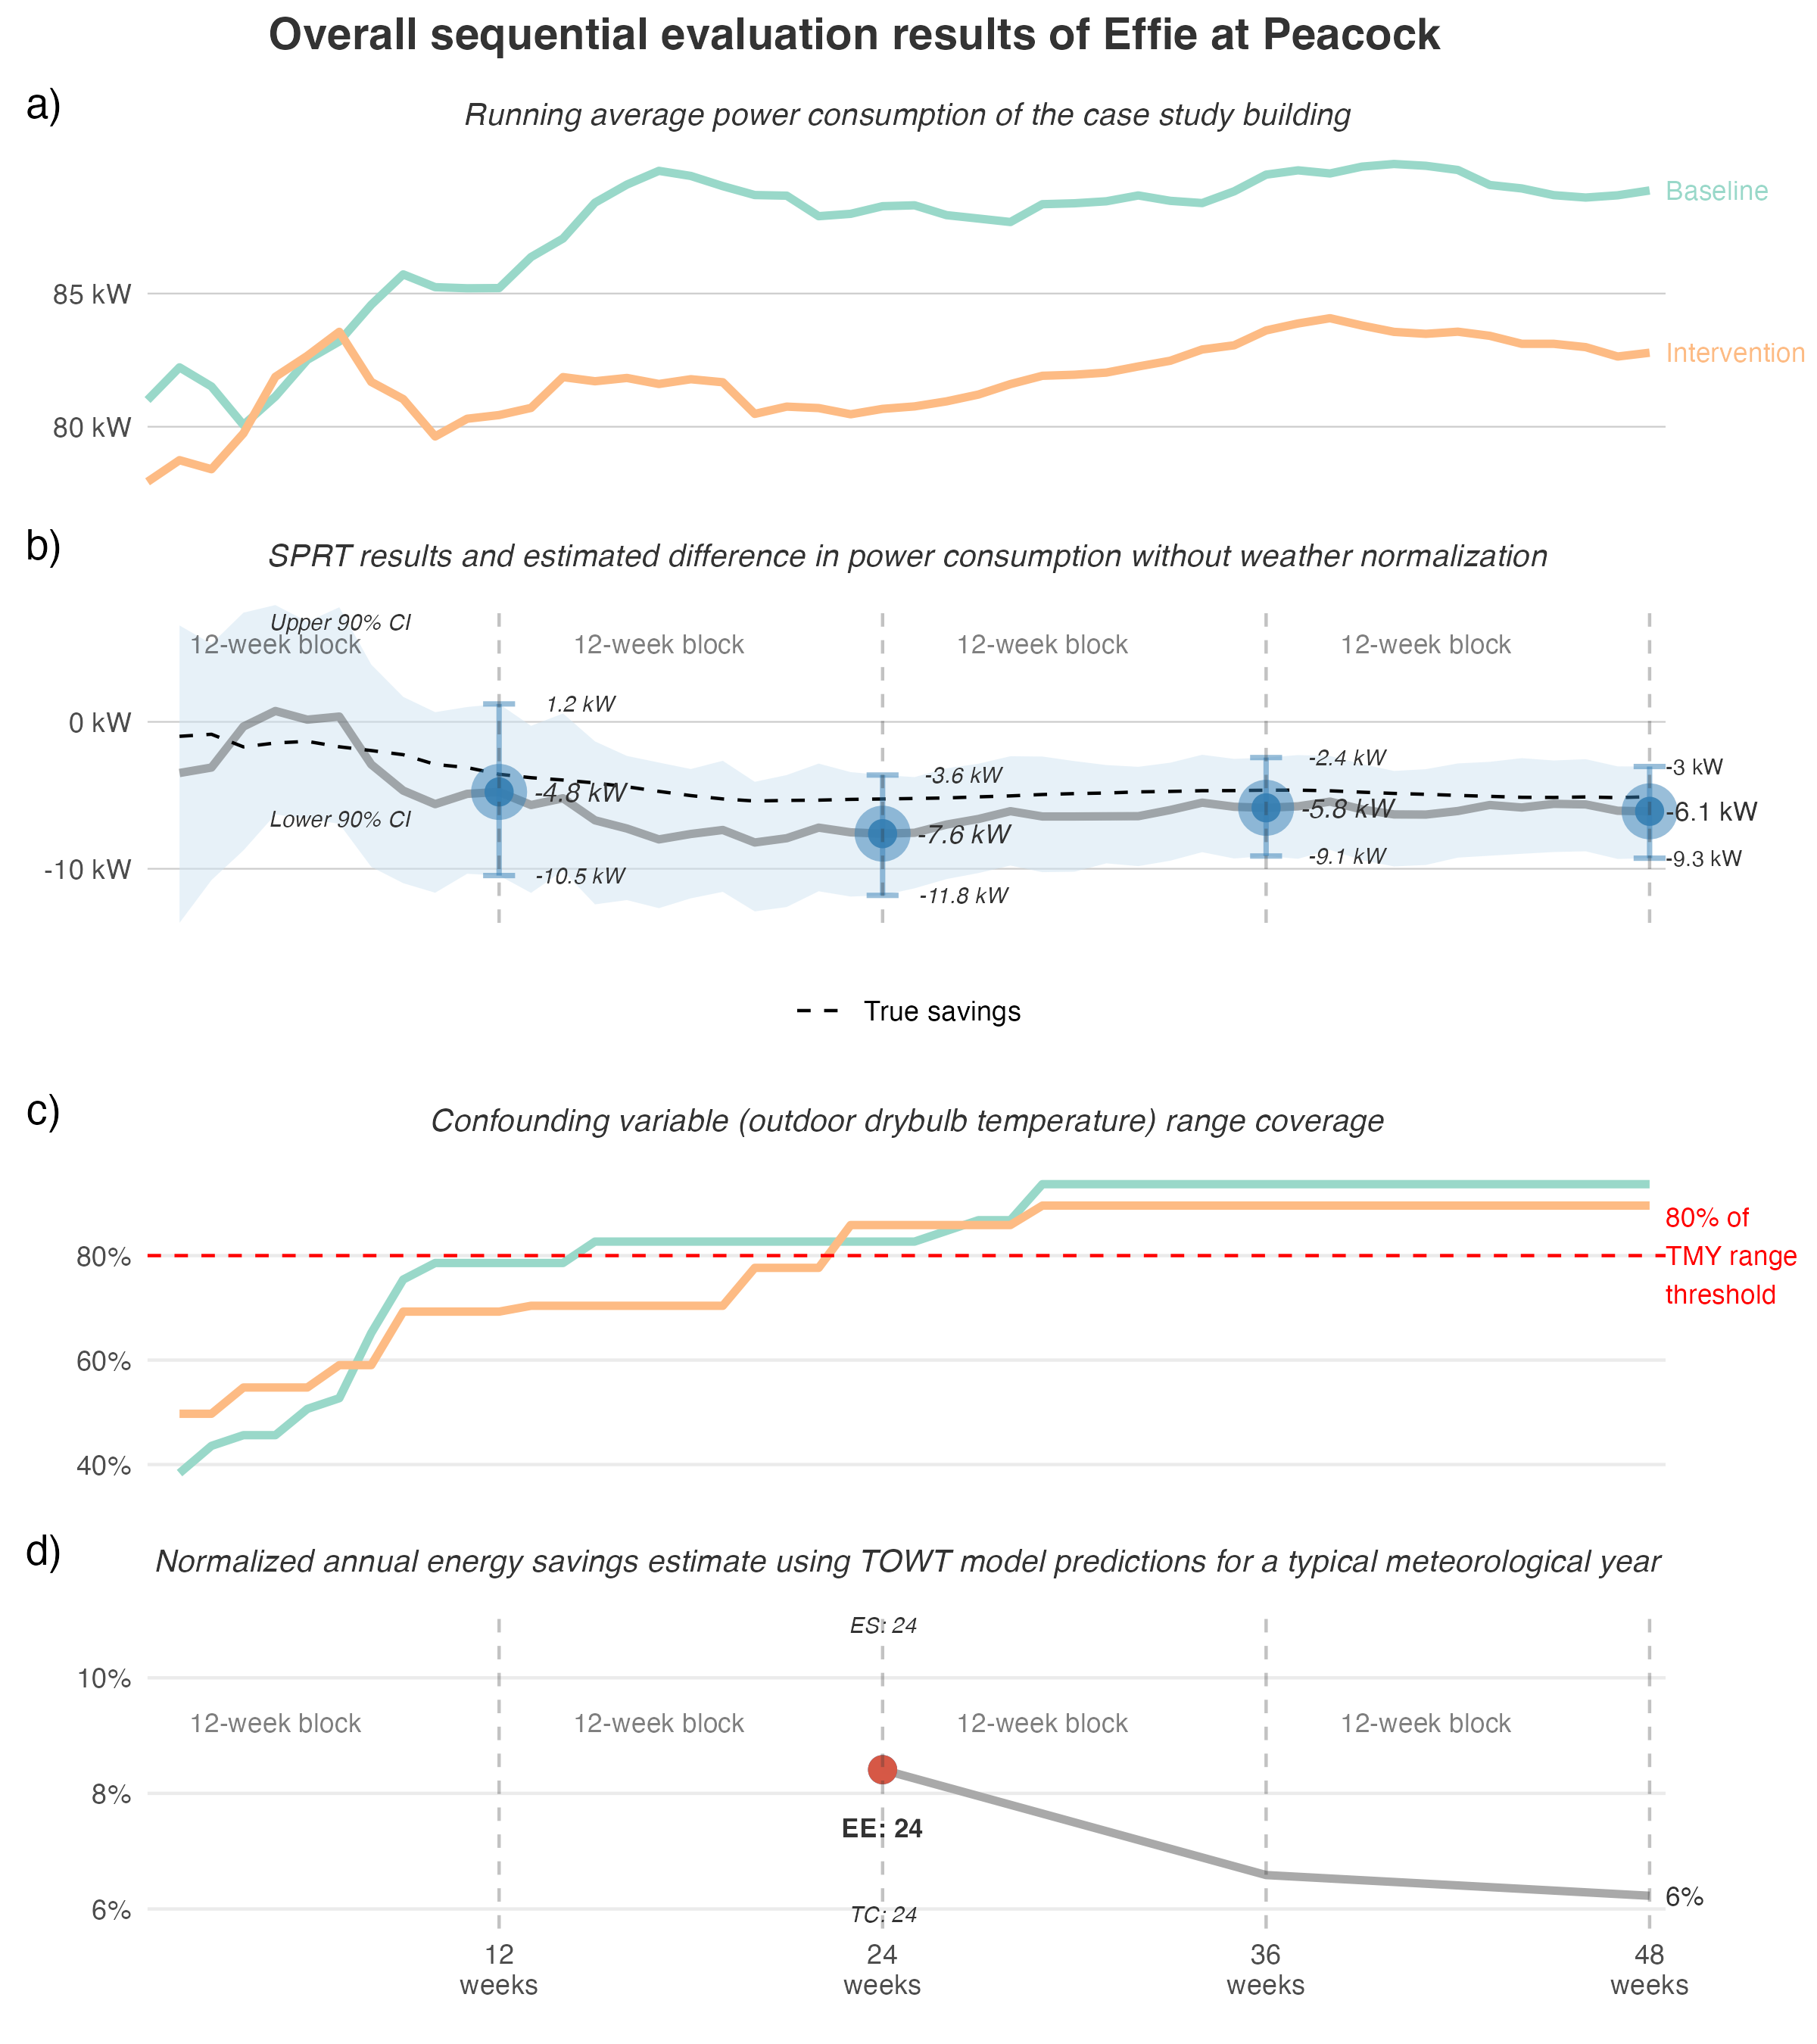 Overall sequential evaluation results of Effie at Peacock
a)
Running average power consumption of the case study building
Baseline
85 kW
Intervention
80 kW
b)
SPRT results and estimated difference in power consumption without weather normalization
Upper 90% CI
12-week block
12-week block
12-week block
12-week block
1.2 kW
0 kW
-3.6 kW
-2.4 kW
-3 kW
-4.8 kW
-7.6 kW
-5.8 kW
-6.1 kW
Lower 90% CI
-10 kW
-10.5 kW
-11.8 kW
-9.1 kW
-9.3 kW
True savings
c)
Confounding variable (outdoor drybulb temperature) range coverage
80% of
TMY range
threshold
80%
60%
40%
d)
Normalized annual energy savings estimate using TOWT model predictions for a typical meteorological year
ES: 24
10%
12-week block
12-week block
12-week block
12-week block
8%
EE: 24
6%
6%
TC: 24
12
weeks
24
weeks
36
weeks
48
weeks